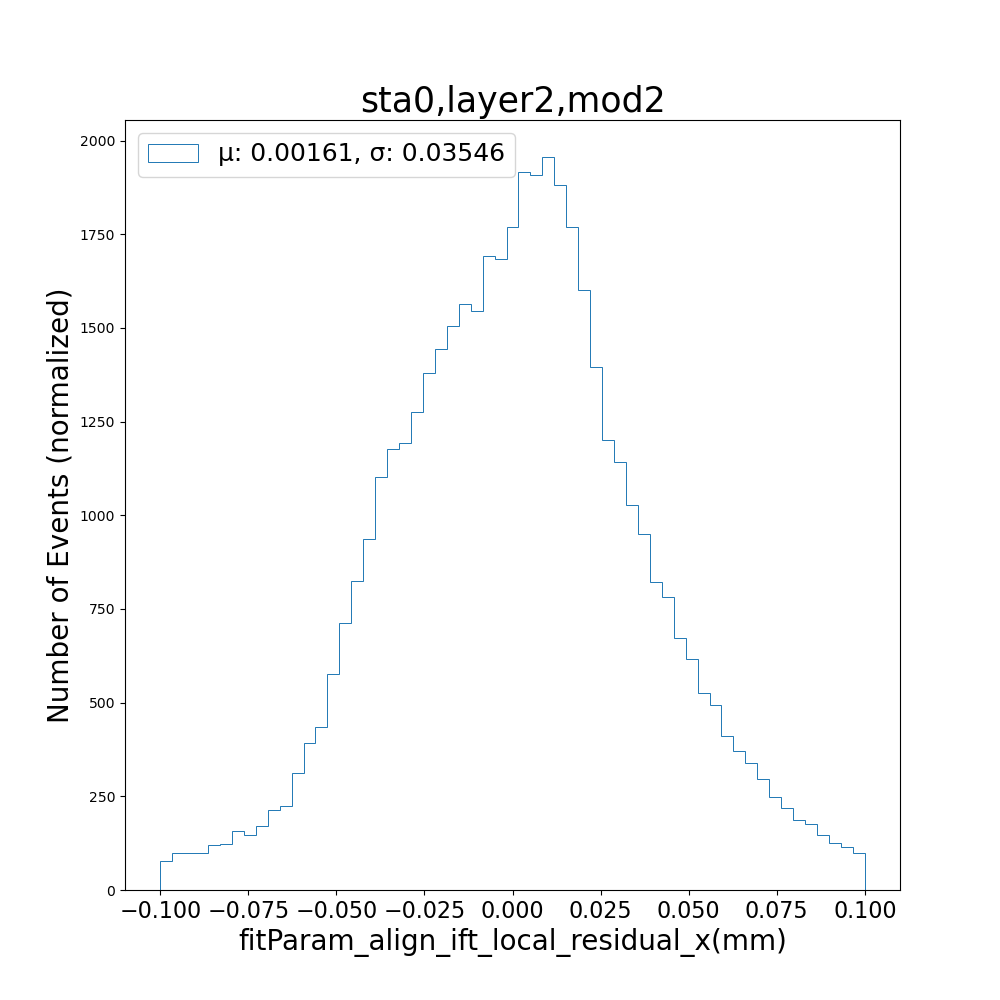 sta0,layer2,mod2
μ: 0.00161, σ: 0.03546
Number of Events (normalized)
2000
1750
1500
1250
1000
750
500
250
0
−0.100 −0.075 −0.050 −0.025 0.000 0.025 0.050 0.075 0.100
fitParam_align_ift_local_residual_x(mm)